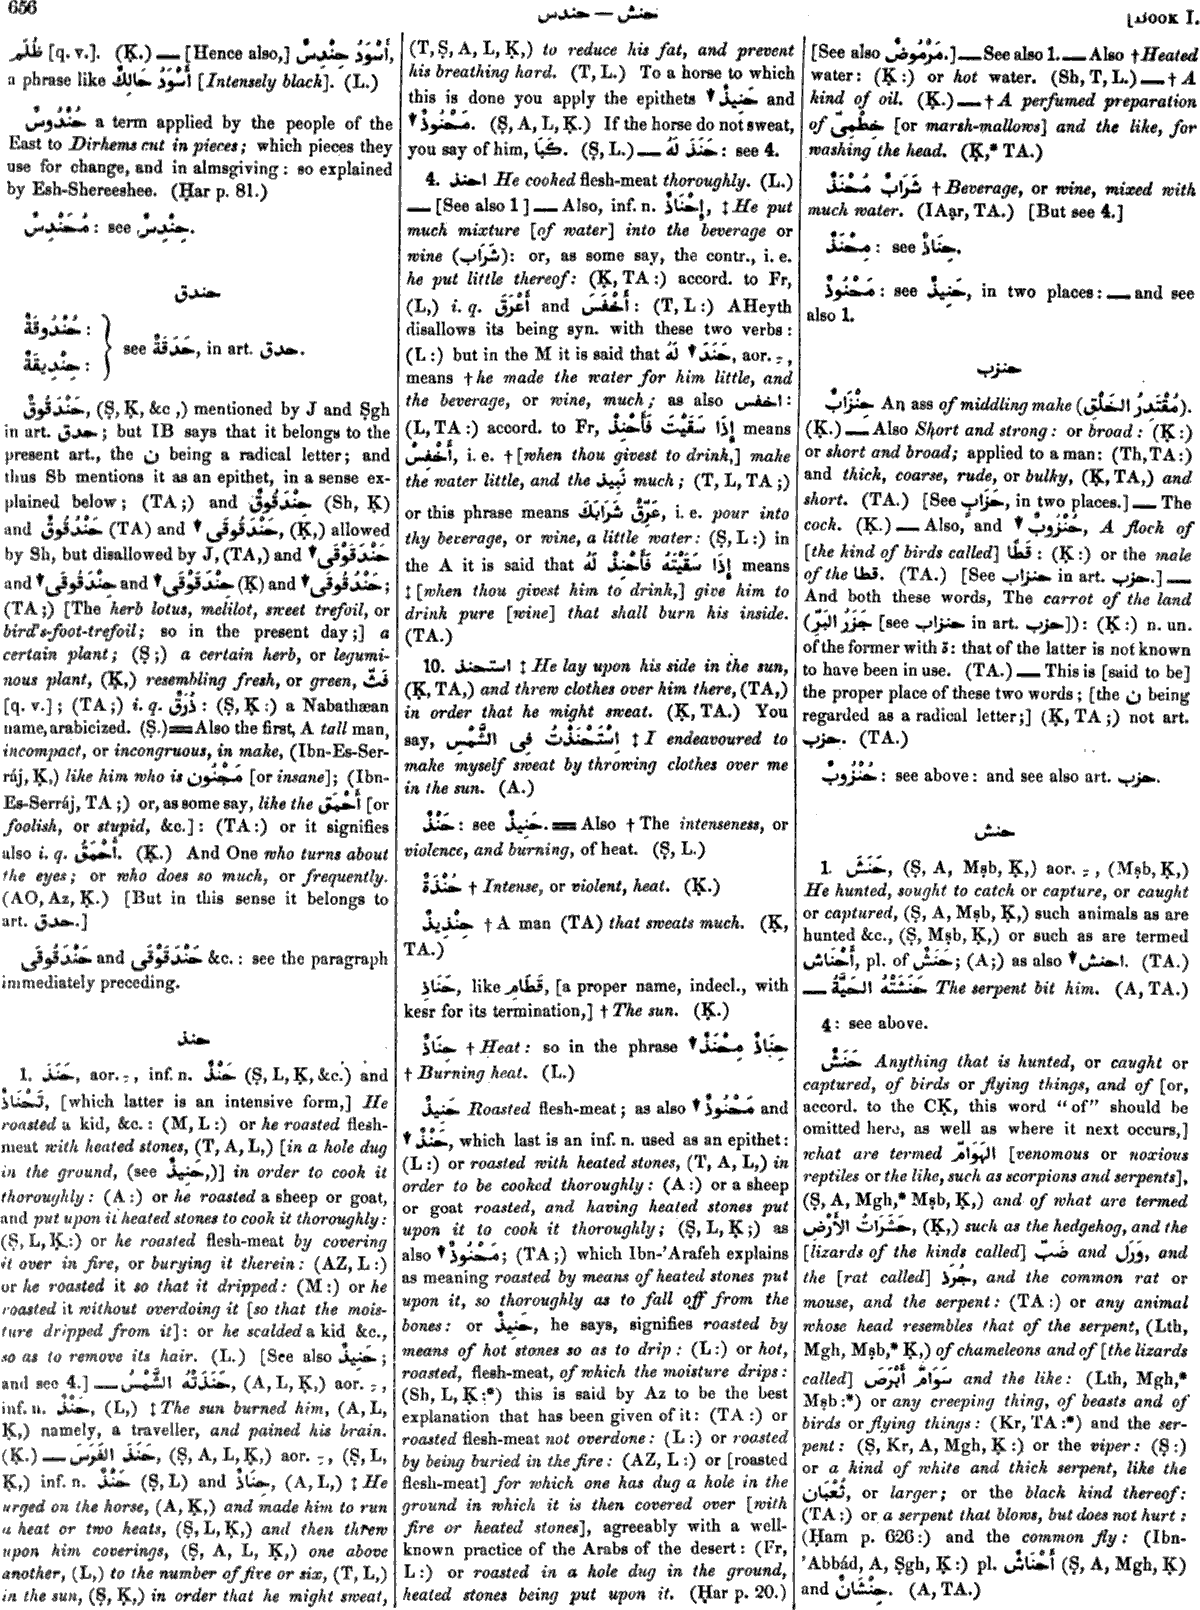 656
حندس — حنش
[BOOK I.
ظُلَّم [q. v.]. (Ḳ.) — [Hence also,] أَسْوَدُ حِنْدِسٌ,
a phrase like أَسْوَدُ حَالِكٌ [Intensely black]. (L.)
حُنْدُوسٌ a term applied by the people of the
East to Dirhems cut in pieces; which pieces they
use for change, and in almsgiving: so explained
by Esh-Shereeshee. (Ḥar p. 81.)
مُحَنْدِسٌ: see حِنْدِسٌ.
حندق
حُنْدُوقَةٌ :
حِنْدِيقَةٌ :
see حَدَقَةٌ, in art. حدق.
حَنْدَقُوقٌ, (Ṣ, Ḳ, &c,) mentioned by J and Ṣgh
in art. حدق; but IB says that it belongs to the
present art., the ن being a radical letter; and
thus Sb mentions it as an epithet, in a sense ex-
plained below; (TA;) and حِنْدَقُوقٌ (Sh, Ḳ)
and حُنْدُقُوقٌ (TA) and ▼ حَنْدَقُوقَى, (Ḳ,) allowed
by Sh, but disallowed by J, (TA,) and ▼ حَنْدَقَوْقَى
and ▼ حِنْدَقُوقَى and ▼ حِنْدَقَوْقَى (Ḳ) and ▼ حُنْدُقُوقَى;
(TA;) [The herb lotus, melilot, sweet trefoil, or
bird's-foot-trefoil; so in the present day;] a
certain plant; (Ṣ;) a certain herb, or legumi-
nous plant, (Ḳ,) resembling fresh, or green, قَتّ
[q. v.]; (TA;) i. q. ذُرَقٌ: (Ṣ, Ḳ:) a Nabathæan
name, arabicized. (Ṣ.) = Also the first, A tall man,
incompact, or incongruous, in make, (Ibn-Es-Ser-
ráj, Ḳ,) like him who is مَجْنُون [or insane]; (Ibn-
Es-Serráj, TA;) or, as some say, like the أَحْمَق [or
foolish, or stupid, &c.]: (TA:) or it signifies
also i. q. أَحْمَقُ. (Ḳ.) And One who turns about
the eyes; or who does so much, or frequently.
(AO, Az, Ḳ.) [But in this sense it belongs to
art. حدق.]
حَنْدَقُوقَى and حَنْدَقَوْقَى &c.: see the paragraph
immediately preceding.
حنذ
1. حَنَذَ, aor. ـِ, inf. n. حَنْذٌ (Ṣ, L, Ḳ, &c.) and
تَحْنَاذٌ, [which latter is an intensive form,] He
roasted a kid, &c.: (M, L:) or he roasted flesh-
meat with heated stones, (T, A, L,) [in a hole dug
in the ground, (see حَنِيذٌ,)] in order to cook it
thoroughly: (A:) or he roasted a sheep or goat,
and put upon it heated stones to cook it thoroughly:
(Ṣ, L, Ḳ:) or he roasted flesh-meat by covering
it over in fire, or burying it therein: (AZ, L:)
or he roasted it so that it dripped: (M:) or he
roasted it without overdoing it [so that the mois-
ture dripped from it]: or he scalded a kid &c.,
so as to remove its hair. (L.) [See also حَنِيذٌ;
and see 4.] — حَنَذَتْهُ الشَّمْسُ, (A, L, Ḳ,) aor. ـِ,
inf. n. حَنْذٌ, (L,) ‡ The sun burned him, (A, L,
Ḳ,) namely, a traveller, and pained his brain.
(Ḳ.) — حَنَذَ الفَرَسَ, (Ṣ, A, L, Ḳ,) aor. ـِ, (Ṣ, L,
Ḳ,) inf. n. حَنْذٌ (Ṣ, L) and حِنَاذٌ, (A, L,) ‡ He
urged on the horse, (A, Ḳ,) and made him to run
a heat or two heats, (Ṣ, L, Ḳ,) and then threw
upon him coverings, (Ṣ, A, L, Ḳ,) one above
another, (L,) to the number of five or six, (T, L,)
in the sun, (Ṣ, Ḳ,) in order that he might sweat,
(T, Ṣ, A, L, Ḳ,) to reduce his fat, and prevent
his breathing hard. (T, L.) To a horse to which
this is done you apply the epithets ▼ حَنِيذٌ and
▼ مَحْنُوذٌ. (Ṣ, A, L, Ḳ.) If the horse do not sweat,
you say of him, كَبَا. (Ṣ, L.) — حَنَذَ لَهُ: see 4.
4. احنذ He cooked flesh-meat thoroughly. (L.)
— [See also 1] — Also, inf. n. إِحْنَاذٌ, ‡ He put
much mixture [of water] into the beverage or
wine (شَرَاب): or, as some say, the contr., i. e.
he put little thereof: (Ḳ, TA:) accord. to Fr,
(L,) i. q. أَعْرَقَ and أَخْفَسَ: (T, L:) AHeyth
disallows its being syn. with these two verbs:
(L:) but in the M it is said that ▼ حَنَذَ لَهُ, aor. ـِ,
means † he made the water for him little, and
the beverage, or wine, much; as also اخفس:
(L, TA:) accord. to Fr, إِذَا سَقَيْتَ فَأَحْنِذْ means
أَخْفِسْ, i. e. † [when thou givest to drink,] make
the water little, and the نَبِيذ much; (T, L, TA;)
or this phrase means عَرِّقْ شَرَابَكَ, i. e. pour into
thy beverage, or wine, a little water: (Ṣ, L:) in
the A it is said that إِذَا سَقَيْتَهُ فَأَحْنِذْ لَهُ means
‡ [when thou givest him to drink,] give him to
drink pure [wine] that shall burn his inside.
(TA.)
10. استحنذ ‡ He lay upon his side in the sun,
(Ḳ, TA,) and threw clothes over him there, (TA,)
in order that he might sweat. (Ḳ, TA.) You
say, اِسْتَحْنَذْتُ فِى الشَّمْسِ ‡ I endeavoured to
make myself sweat by throwing clothes over me
in the sun. (A.)
حَنْذٌ: see حَنِيذٌ. = Also † The intenseness, or
violence, and burning, of heat. (Ṣ, L.)
حُنْذَةٌ † Intense, or violent, heat. (Ḳ.)
حِنْذِيذٌ † A man (TA) that sweats much. (Ḳ,
TA.)
حَنَاذِ, like قَطَامِ, [a proper name, indecl., with
kesr for its termination,] † The sun. (Ḳ.)
حِنَاذٌ † Heat: so in the phrase ▼ حِنَاذٌ مِحْنَذٌ
† Burning heat. (L.)
حَنِيذٌ Roasted flesh-meat; as also ▼ مَحْنُوذٌ and
▼ حَنْذٌ, which last is an inf. n. used as an epithet:
(L:) or roasted with heated stones, (T, A, L,) in
order to be cooked thoroughly: (A:) or a sheep
or goat roasted, and having heated stones put
upon it to cook it thoroughly; (Ṣ, L, Ḳ;) as
also ▼ مَحْنُوذٌ; (TA;) which Ibn-'Arafeh explains
as meaning roasted by means of heated stones put
upon it, so thoroughly as to fall off from the
bones: or حَنِيذٌ, he says, signifies roasted by
means of hot stones so as to drip: (L:) or hot,
roasted, flesh-meat, of which the moisture drips:
(Sh, L, Ḳ:*) this is said by Az to be the best
explanation that has been given of it: (TA:) or
roasted flesh-meat not overdone: (L:) or roasted
by being buried in the fire: (AZ, L:) or [roasted
flesh-meat] for which one has dug a hole in the
ground in which it is then covered over [with
fire or heated stones], agreeably with a well-
known practice of the Arabs of the desert: (Fr,
L:) or roasted in a hole dug in the ground,
heated stones being put upon it. (Ḥar p. 20.)
[See also مَرْمُوضٌ.] — See also 1. — Also † Heated
water: (Ḳ:) or hot water. (Sh, T, L.) — † A
kind of oil. (Ḳ.) — † A perfumed preparation
of خِطْمِىّ [or marsh-mallows] and the like, for
washing the head. (Ḳ,* TA.)
شَرَابٌ مُحْنَذٌ † Beverage, or wine, mixed with
much water. (IAạr, TA.) [But see 4.]
مِحْنَذٌ: see حِنَاذٌ.
مَحْنُوذٌ: see حَنِيذٌ, in two places: — and see
also 1.
حنزب
حِنْزَابٌ An ass of middling make (مُقْتَدِرُ الخَلْقِ).
(Ḳ.) — Also Short and strong: or broad: (Ḳ:)
or short and broad; applied to a man: (Th, TA:)
and thick, coarse, rude, or bulky, (Ḳ, TA,) and
short. (TA.) [See حَزَابٍ, in two places.] — The
cock. (Ḳ.) — Also, and ▼ حُنْزُوبٌ, A flock of
[the kind of birds called] قَطًا: (Ḳ:) or the male
of the قطا. (TA.) [See حنزاب in art. حزب.] —
And both these words, The carrot of the land
(جَزَرُ البَرِّ [see حنزاب in art. حزب]): (Ḳ:) n. un.
of the former with ة: that of the latter is not known
to have been in use. (TA.) — This is [said to be]
the proper place of these two words; [the ن being
regarded as a radical letter;] (Ḳ, TA;) not art.
حزب. (TA.)
حُنْزُوبٌ: see above: and see also art. حزب.
حنش
1. حَنَشَ, (Ṣ, A, Mṣb, Ḳ,) aor. ـِ, (Mṣb, Ḳ,)
He hunted, sought to catch or capture, or caught
or captured, (Ṣ, A, Mṣb, Ḳ,) such animals as are
hunted &c., (Ṣ, Mṣb, Ḳ,) or such as are termed
أَحْنَاش, pl. of حَنَشٌ; (A;) as also ▼ احنش. (TA.)
— حَنَشَتْهُ الحَيَّةُ The serpent bit him. (A, TA.)
4: see above.
حَنَشٌ Anything that is hunted, or caught or
captured, of birds or flying things, and of [or,
accord. to the CḲ, this word "of" should be
omitted here, as well as where it next occurs,]
what are termed الهَوَامّ [venomous or noxious
reptiles or the like, such as scorpions and serpents],
(Ṣ, A, Mgh,* Mṣb, Ḳ,) and of what are termed
حَشَرَاتُ الأَرْضِ, (Ḳ,) such as the hedgehog, and the
[lizards of the kinds called] ضَبّ and وَرَل, and
the [rat called] جُرَذ, and the common rat or
mouse, and the serpent: (TA:) or any animal
whose head resembles that of the serpent, (Lth,
Mgh, Mṣb,* Ḳ,) of chameleons and of [the lizards
called] سَوَامّ أَبْرَصَ and the like: (Lth, Mgh,*
Mṣb:*) or any creeping thing, of beasts and of
birds or flying things: (Kr, TA:*) and the ser-
pent: (Ṣ, Kr, A, Mgh, Ḳ:) or the viper: (Ṣ:)
or a kind of white and thick serpent, like the
ثُعْبَان, or larger; or the black kind thereof:
(TA:) or a serpent that blows, but does not hurt:
(Ḥam p. 626:) and the common fly: (Ibn-
'Abbád, A, Ṣgh, Ḳ:) pl. أَحْنَاشٌ (Ṣ, A, Mgh, Ḳ)
and حِنْشَانٌ. (A, TA.)